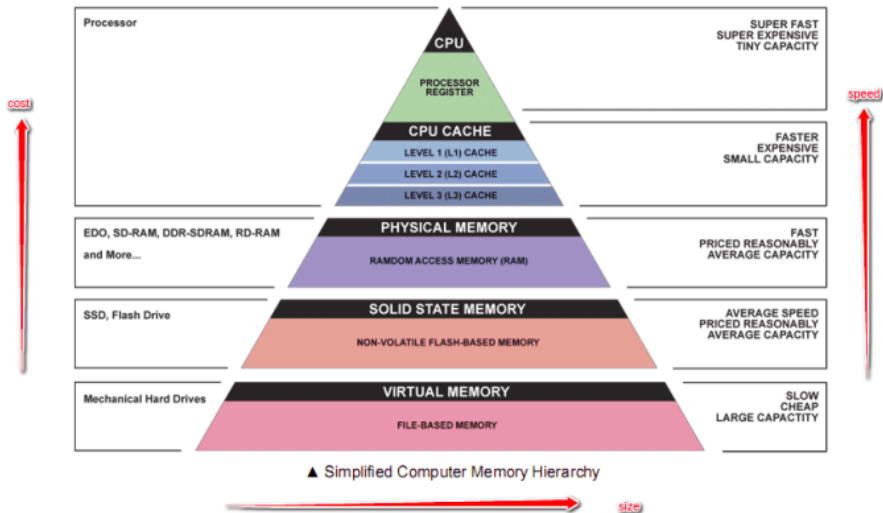 Processor
CPU
SUPER FAST
SUPER EXPENSIVE
TINY CAPACITY
PROCESSOR
REGISTER
cost
speed
CPU CACHE
LEVEL 1 (L1) CACHE
LEVEL 2 (L2) CACHE
LEVEL 3 (L3) CACHE
FASTER
EXPENSIVE
SMALL CAPACITY
EDO, SD-RAM, DDR-SDRAM, RD-RAM
and More...
PHYSICAL MEMORY
RAMDOM ACCESS MEMORY (RAM)
FAST
PRICED REASONABLY
AVERAGE CAPACITY
SSD, Flash Drive
SOLID STATE MEMORY
NON-VOLATILE FLASH-BASED MEMORY
AVERAGE SPEED
PRICED REASONABLY
AVERAGE CAPACITY
Mechanical Hard Drives
VIRTUAL MEMORY
FILE-BASED MEMORY
SLOW
CHEAP
LARGE CAPACTITY
▲ Simplified Computer Memory Hierarchy
size